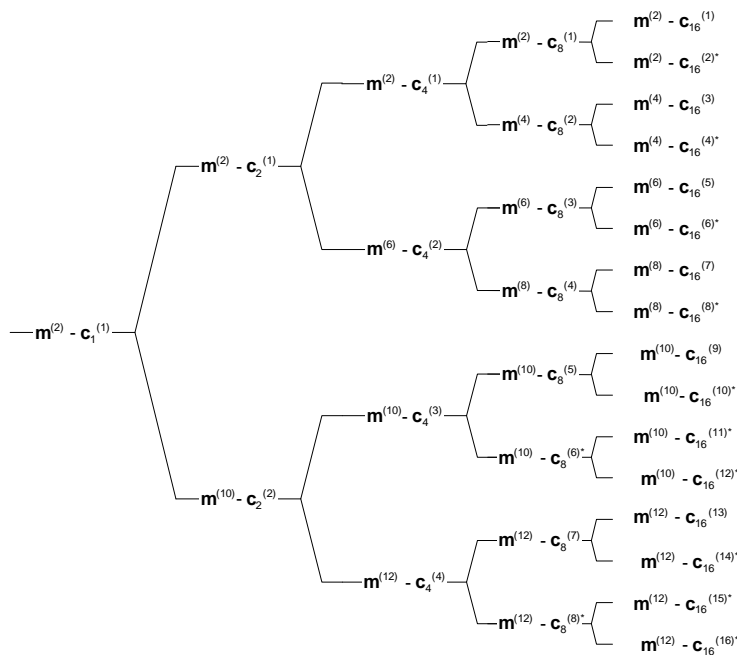 m(2) - c16(1)
m(2) - c8(1)
m(2) - c16(2)*
m(2) - c4(1)
m(4) - c16(3)
m(4) - c8(2)
m(4) - c16(4)*
m(2) - c2(1)
m(6) - c16(5)
m(6) - c8(3)
m(6) - c16(6)*
m(6) - c4(2)
m(8) - c16(7)
m(8) - c8(4)
m(8) - c16(8)*
m(2) - c1(1)
m(10)- c16(9)
m(10)- c8(5)
m(10)- c16(10)*
m(10)- c4(3)
m(10) - c16(11)*
m(10) - c8(6)*
m(10) - c16(12)*
m(10)- c2(2)
m(12) - c16(13)
m(12) - c8(7)
m(12) - c16(14)*
m(12) - c4(4)
m(12) - c16(15)*
m(12) - c8(8)*
m(12) - c16(16)*